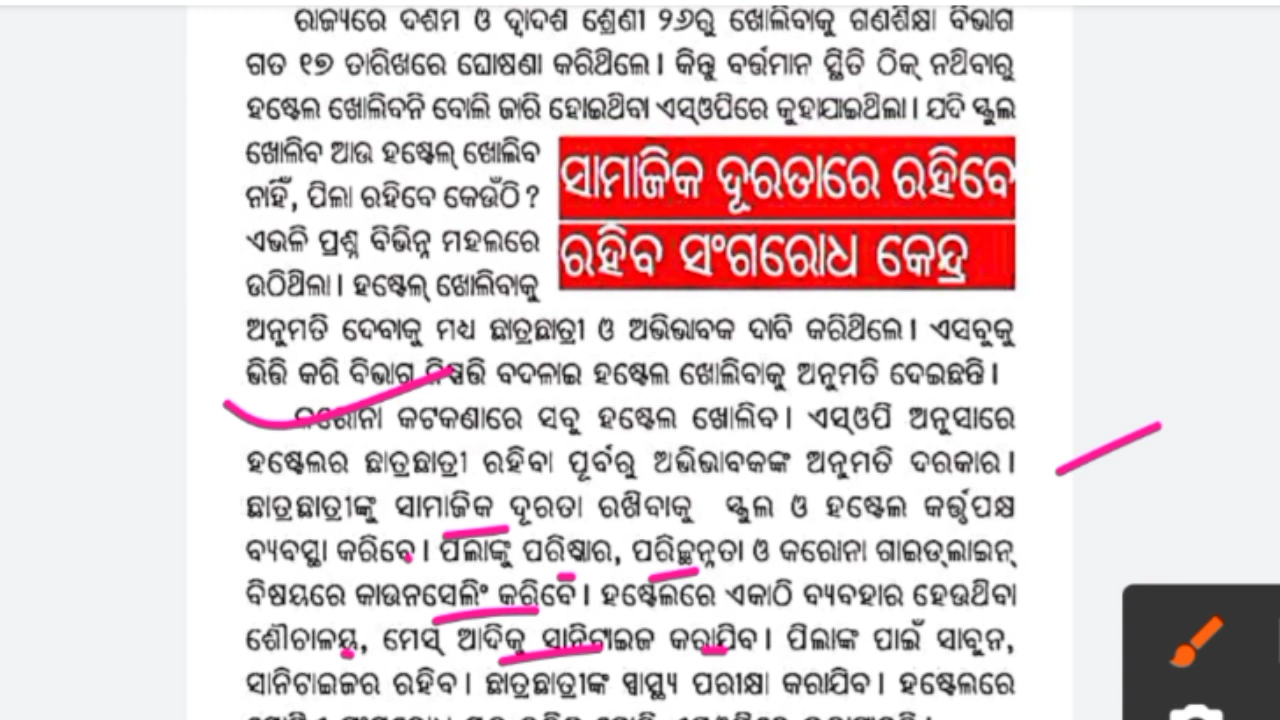 ରାଜ୍ୟରେ ଦଶମ ଓ ଦ୍ୱାଦଶ ଶ୍ରେଣୀ ୨୬ରୁ ଖୋଲିବାକୁ ଗଣଶିକ୍ଷା ବିଭାଗ
ଗତ ୧୭ ତାରିଖରେ ଘୋଷଣା କରିଥିଲେ। କିନ୍ତୁ ବର୍ତ୍ତମାନ ସ୍ଥିତି ଠିକ୍ ନଥିବାରୁ
ହଷ୍ଟେଲ ଖୋଲିବନି ବୋଲି ଜାରି ହୋଇଥିବା ଏସ୍ଓପିରେ କୁହାଯାଇଥିଲା। ଯଦି ସ୍କୁଲ
ଖୋଲିବ ଆଉ ହଷ୍ଟେଲ୍ ଖୋଲିବ
ନାହିଁ, ପିଲା ରହିବେ କେଉଁଠି?
ଏଭଳି ପ୍ରଶ୍ନ ବିଭିନ୍ନ ମହଲରେ
ଉଠିଥିଲା। ହଷ୍ଟେଲ୍ ଖୋଲିବାକୁ
ସାମାଜିକ ଦୂରତାରେ ରହିବେ
ରହିବ ସଂଗରୋଧ କେନ୍ଦ୍ର
ଅନୁମତି ଦେବାକୁ ମଧ୍ୟ ଛାତ୍ରଛାତ୍ରୀ ଓ ଅଭିଭାବକ ଦାବି କରିଥିଲେ। ଏସବୁକୁ
ଭିତ୍ତି କରି ବିଭାଗ ନିଷ୍ପତ୍ତି ବଦଳାଇ ହଷ୍ଟେଲ ଖୋଲିବାକୁ ଅନୁମତି ଦେଇଛନ୍ତି।
କରୋନା କଟକଣାରେ ସବୁ ହଷ୍ଟେଲ ଖୋଲିବ। ଏସ୍ଓପି ଅନୁସାରେ
ହଷ୍ଟେଲର ଛାତ୍ରଛାତ୍ରୀ ରହିବା ପୂର୍ବରୁ ଅଭିଭାବକଙ୍କ ଅନୁମତି ଦରକାର।
ଛାତ୍ରଛାତ୍ରୀଙ୍କୁ ସାମାଜିକ ଦୂରତା ରଖିବାକୁ ସ୍କୁଲ ଓ ହଷ୍ଟେଲ କର୍ତ୍ତୃପକ୍ଷ
ବ୍ୟବସ୍ଥା କରିବେ। ପିଲାଙ୍କୁ ପରିଷ୍କାର, ପରିଚ୍ଛନ୍ନତା ଓ କରୋନା ଗାଇଡ୍‌ଲାଇନ୍
ବିଷୟରେ କାଉନସେଲିଂ କରିବେ। ହଷ୍ଟେଲରେ ଏକାଠି ବ୍ୟବହାର ହେଉଥିବା
ଶୌଚାଳୟ, ମେସ୍ ଆଦିକୁ ସାନିଟାଇଜ କରାଯିବ। ପିଲାଙ୍କ ପାଇଁ ସାବୁନ,
ସାନିଟାଇଜର ରହିବ। ଛାତ୍ରଛାତ୍ରୀଙ୍କ ସ୍ୱାସ୍ଥ୍ୟ ପରୀକ୍ଷା କରାଯିବ। ହଷ୍ଟେଲରେ